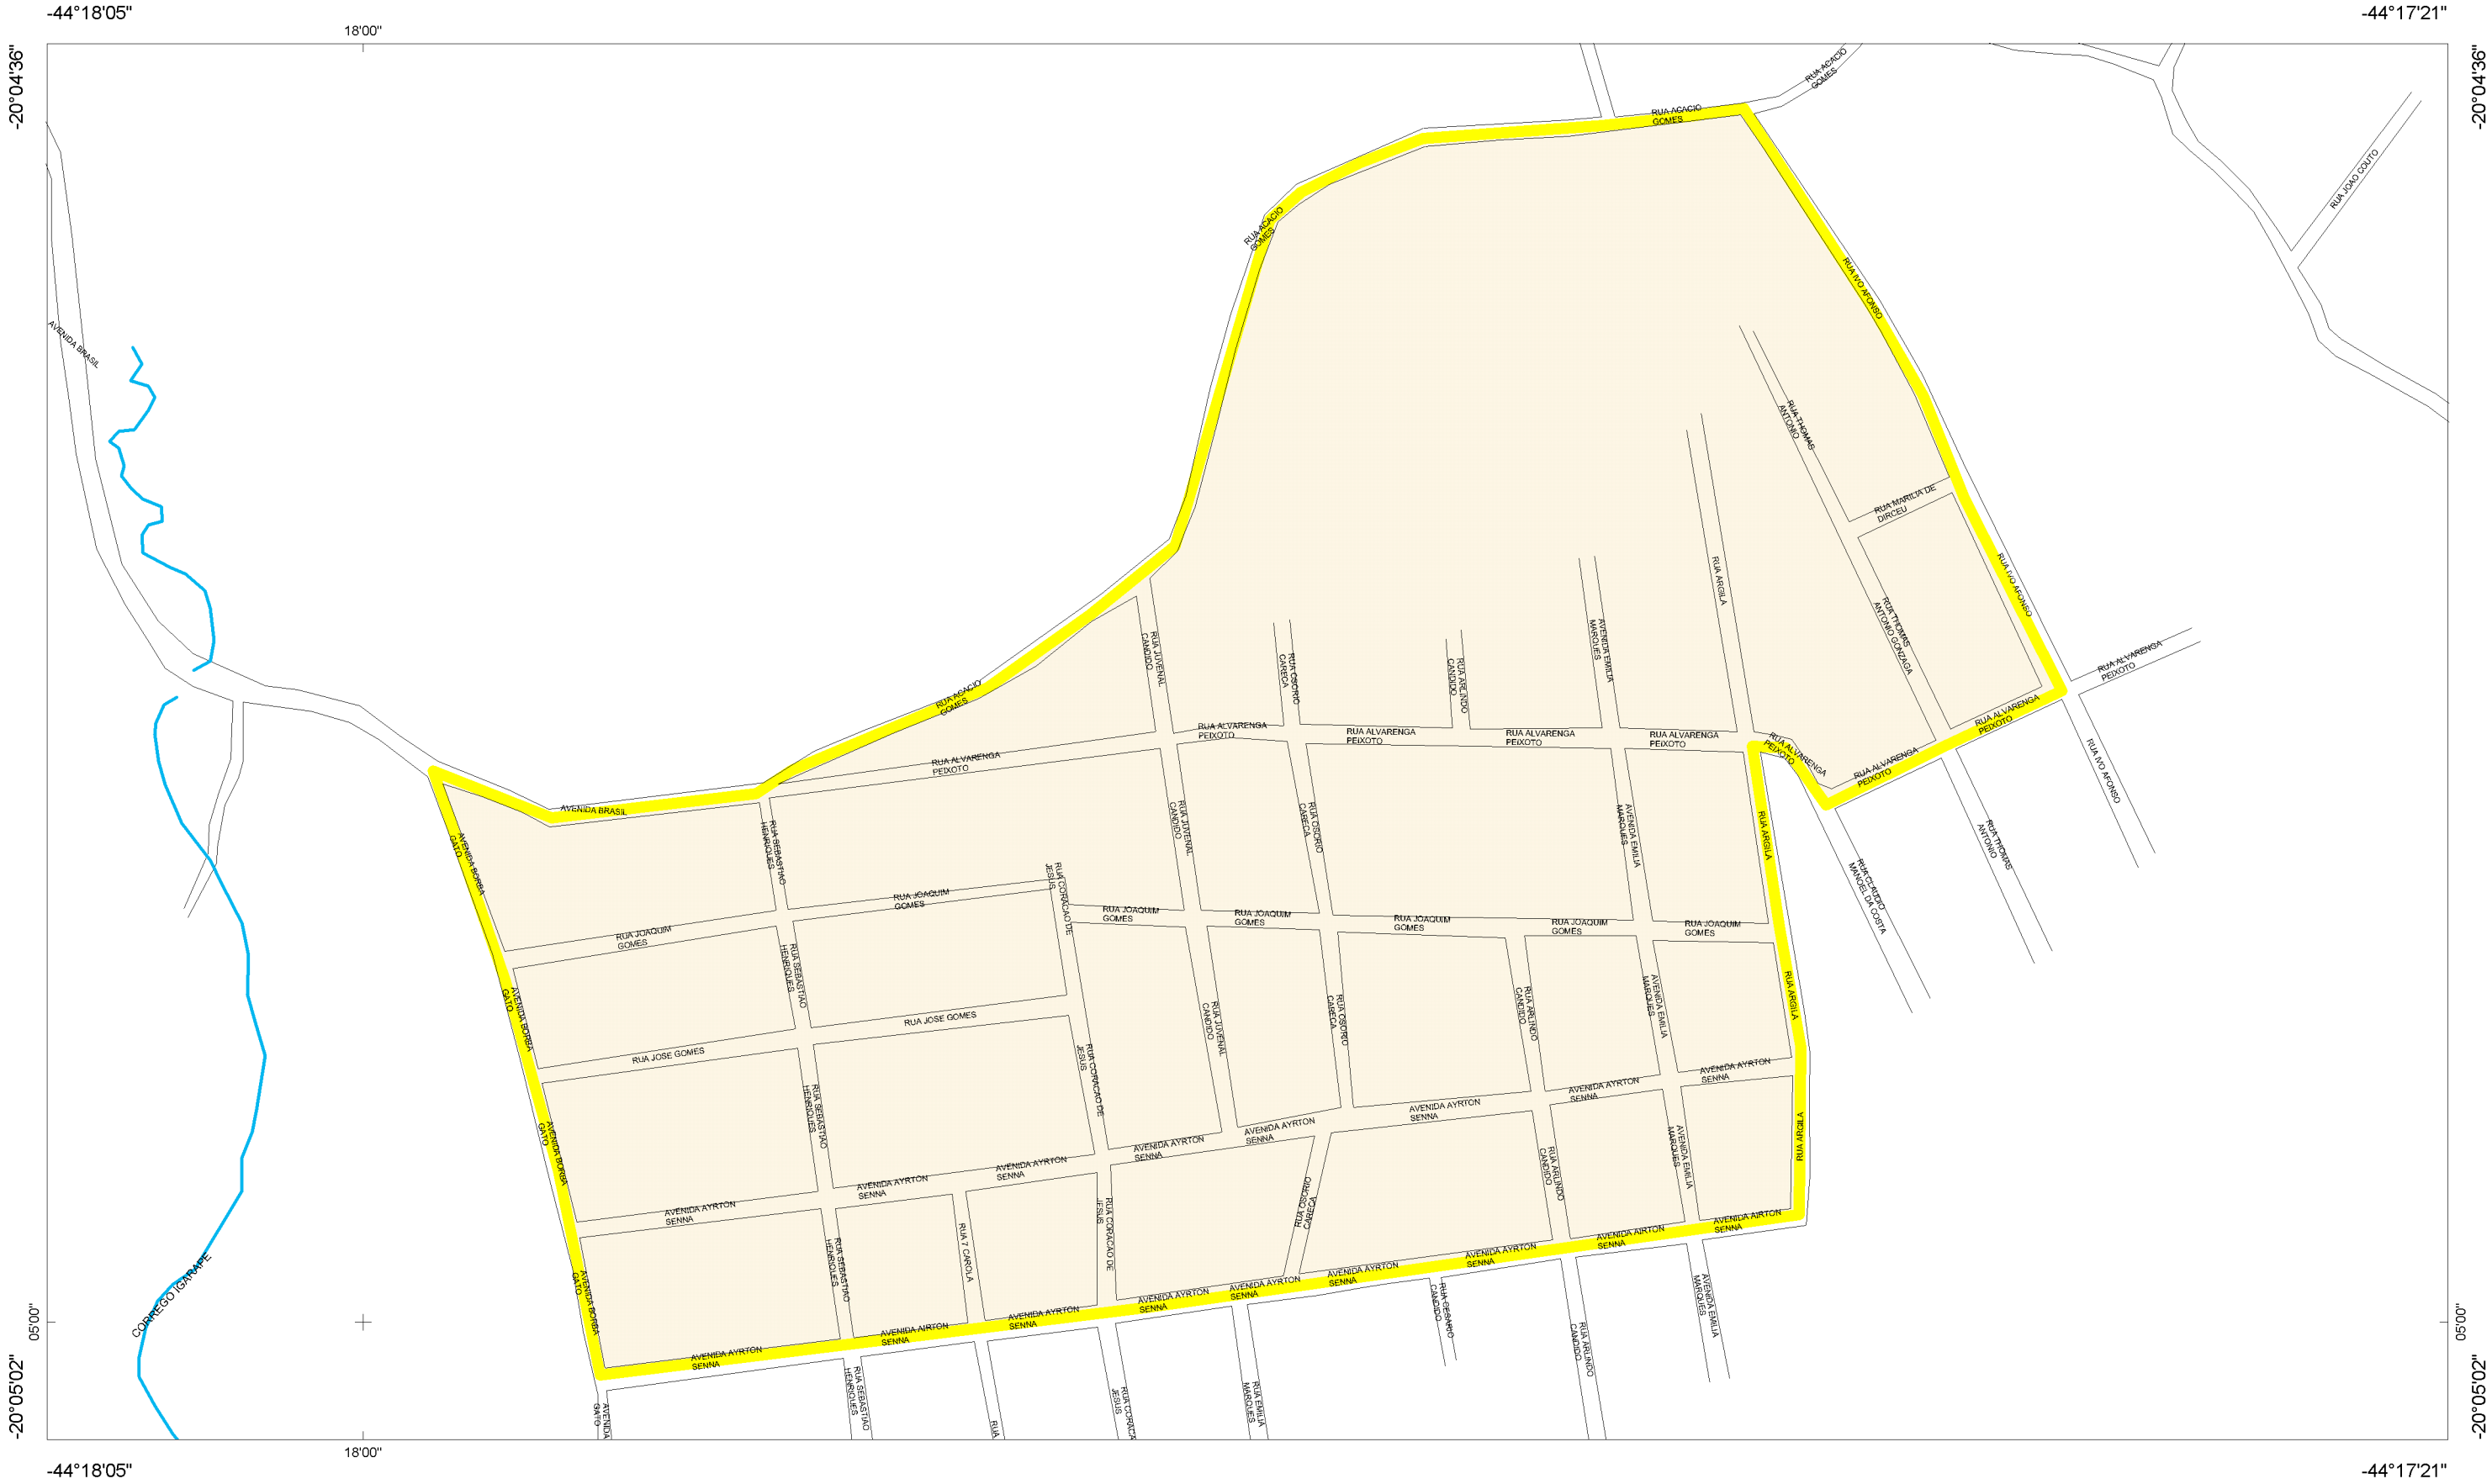 -44°18'05"
-44°17'21"
18'00"
-20°04'36"
-20°04'36"
RUA ACACIO
GOMES
RUA ACACIO
GOMES
RUA JOAO COUTO
RUA ACACIO
GOMES
RUA IVO AFONSO
AVENIDA BRASIL
RUA THOMAS
ANTONIO
RUA MARILIA DE
DIRCEU
RUA ARGILA
RUA IVO AFONSO
RUA THOMAS
ANTONIO GONZAGA
RUA JUVENAL
CANDIDO
RUA OSORIO
CARECA
RUA ARLINDO
CANDIDO
AVENIDA EMILIA
MARQUES
RUA ALVARENGA
PEIXOTO
RUA ACACIO
GOMES
RUA ALVARENGA
PEIXOTO
RUA ALVARENGA
PEIXOTO
RUA ALVARENGA
PEIXOTO
RUA ALVARENGA
PEIXOTO
RUA ALVARENGA
PEIXOTO
RUA ALVARENGA
PEIXOTO
RUA ALVARENGA
PEIXOTO
RUA ALVARENGA
PEIXOTO
RUA IVO AFONSO
AVENIDA BRASIL
AVENIDA BORBA
GATO
RUA SEBASTIAO
HENRIQUES
RUA JUVENAL
CANDIDO
RUA OSORIO
CARECA
AVENIDA EMILIA
MARQUES
RUA ARGILA
RUA CLAUDIO
MANOEL DA COSTA
RUA THOMAS
ANTONIO
RUA JOAQUIM
GOMES
RUA CORACAO DE
JESUS
RUA JOAQUIM
GOMES
RUA JOAQUIM
GOMES
RUA JOAQUIM
GOMES
RUA JOAQUIM
GOMES
RUA JOAQUIM
GOMES
RUA JOAQUIM
GOMES
AVENIDA BORBA
GATO
RUA SEBASTIAO
HENRIQUES
RUA JOSE GOMES
RUA JOSE GOMES
RUA JUVENAL
CANDIDO
RUA OSORIO
CARECA
RUA ARLINDO
CANDIDO
AVENIDA EMILIA
MARQUES
RUA ARGILA
RUA CORACAO DE
JESUS
RUA SEBASTIAO
HENRIQUES
AVENIDA AYRTON
SENNA
AVENIDA AYRTON
SENNA
AVENIDA AYRTON
SENNA
AVENIDA AYRTON
SENNA
AVENIDA AYRTON
SENNA
AVENIDA AYRTON
SENNA
AVENIDA AYRTON
SENNA
AVENIDA AYRTON
SENNA
AVENIDA BORBA
GATO
RUA ARGILA
RUA ARLINDO
CANDIDO
AVENIDA EMILIA
MARQUES
RUA OSORIO
CARECA
RUA CORACAO DE
JESUS
RUA 7 CAROLA
RUA SEBASTIAO
HENRIQUES
AVENIDA BORBA
GATO
AVENIDA AYRTON
SENNA
AVENIDA AIRTON
SENNA
AVENIDA AYRTON
SENNA
AVENIDA AYRTON
SENNA
AVENIDA AYRTON
SENNA
AVENIDA AYRTON
SENNA
AVENIDA AYRTON
SENNA
AVENIDA AIRTON
SENNA
AVENIDA AIRTON
SENNA
CORREGO IGARAPE
05'00"
05'00"
AVENIDA
GATO
RUA SEBASTIAO
HENRIQUES
RUA
RUA CORACA
JESUS
RUA EMILIA
MARQUES
RUA CESARIO
CANDIDO
RUA ARLINDO
CANDIDO
AVENIDA EMILIA
MARQUES
-20°05'02"
-20°05'02"
18'00"
-44°18'05"
-44°17'21"